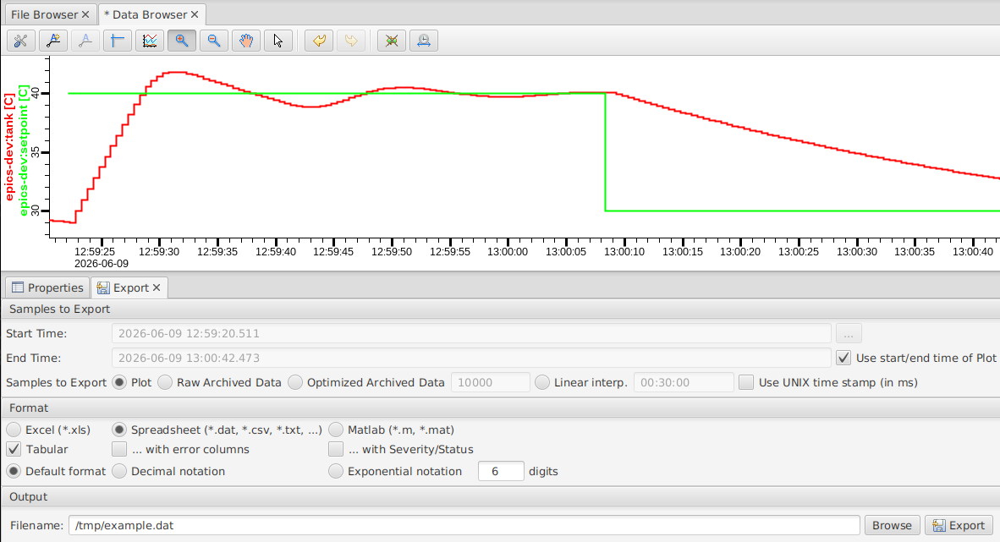 File Browser
* Data Browser
epics-dev:tank [C]
epics-dev:setpoint [C]
40
35
30
12:59:25 12:59:30 12:59:35 12:59:40 12:59:45 12:59:50 12:59:55 13:00:00 13:00:05 13:00:10 13:00:15 13:00:20 13:00:25 13:00:30 13:00:35 13:00:40
2026-06-09
Properties Export
Samples to Export
Start Time: 2026-06-09 12:59:20.511 ...
End Time: 2026-06-09 13:00:42.473 Use start/end time of Plot
Samples to Export Plot Raw Archived Data Optimized Archived Data 10000 Linear interp. 00:30:00 Use UNIX time stamp (in ms)
Format
Excel (*.xls) Spreadsheet (*.dat, *.csv, *.txt, ...) Matlab (*.m, *.mat)
Tabular ... with error columns ... with Severity/Status
Default format Decimal notation Exponential notation 6 digits
Output
Filename: /tmp/example.dat Browse Export